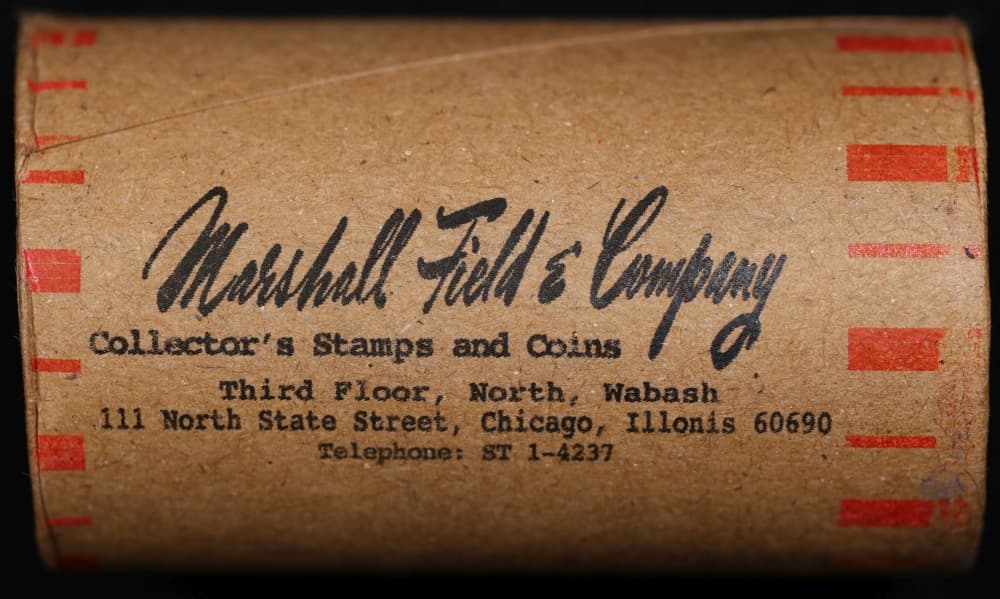 Marshall Field & Company
Collector's Stamps and Coins
Third Floor, North, Wabash
111 North State Street, Chicago, Illonis 60690
Telephone: ST 1-4237